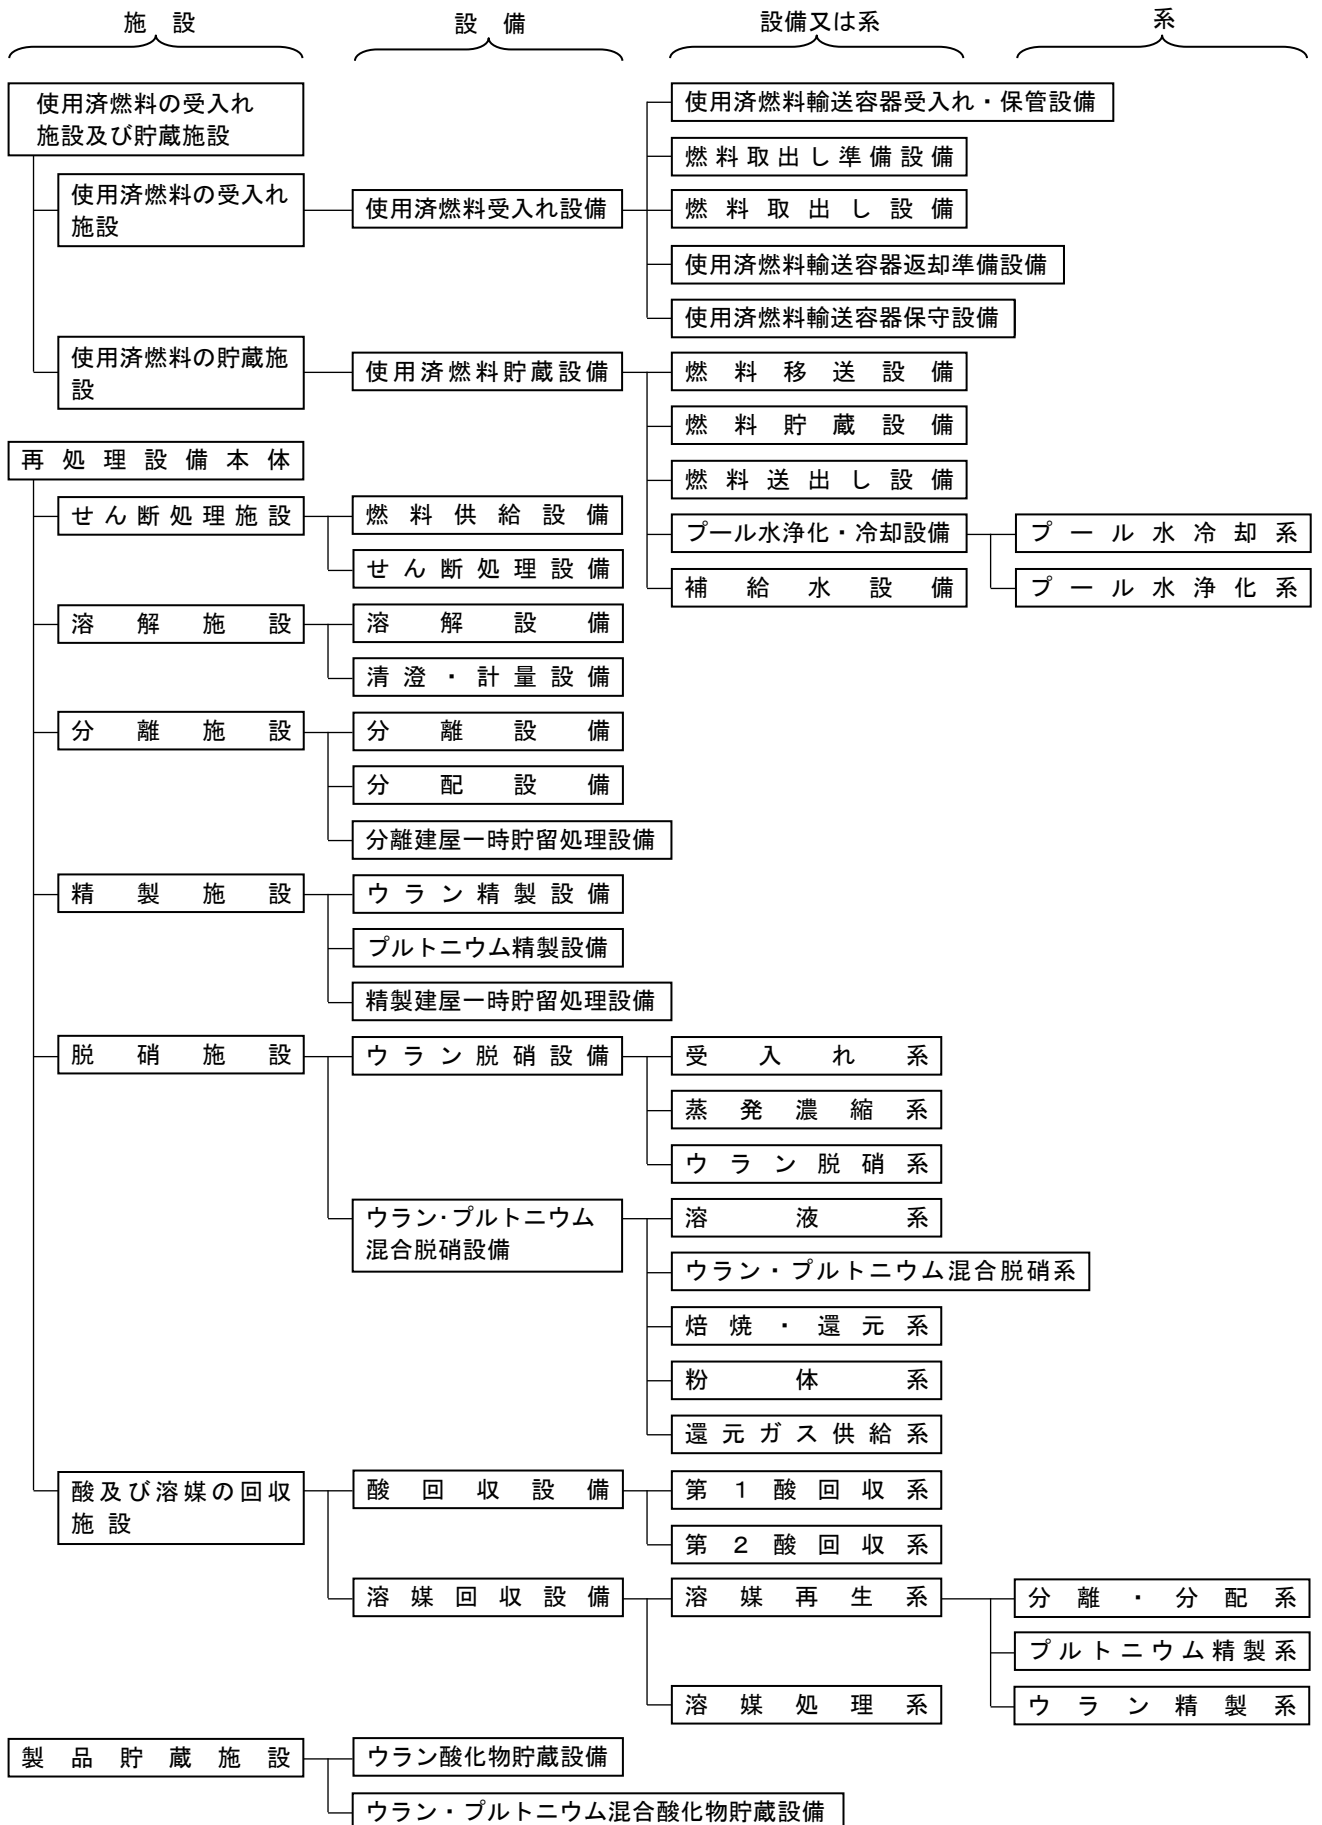 施設
設備
設備又は系
系
使用済燃料の受入れ
施設及び貯蔵施設
使用済燃料の受入れ
施設
使用済燃料受入れ設備
使用済燃料輸送容器受入れ・保管設備
燃料取出し準備設備
燃料取出し設備
使用済燃料輸送容器返却準備設備
使用済燃料輸送容器保守設備
使用済燃料の貯蔵施
設
使用済燃料貯蔵設備
燃料移送設備
燃料貯蔵設備
燃料送出し設備
プール水浄化・冷却設備
プール水冷却系
プール水浄化系
補給水設備
再処理設備本体
せん断処理施設
燃料供給設備
せん断処理設備
溶解施設
溶解設備
清澄・計量設備
分離施設
分離設備
分配設備
分離建屋一時貯留処理設備
精製施設
ウラン精製設備
プルトニウム精製設備
精製建屋一時貯留処理設備
脱硝施設
ウラン脱硝設備
受入れ系
蒸発濃縮系
ウラン脱硝系
ウラン・プルトニウム
混合脱硝設備
溶液系
ウラン・プルトニウム混合脱硝系
焙焼・還元系
粉体系
還元ガス供給系
酸及び溶媒の回収
施設
酸回収設備
第1酸回収系
第2酸回収系
溶媒回収設備
溶媒再生系
分離・分配系
プルトニウム精製系
ウラン精製系
溶媒処理系
製品貯蔵施設
ウラン酸化物貯蔵設備
ウラン・プルトニウム混合酸化物貯蔵設備